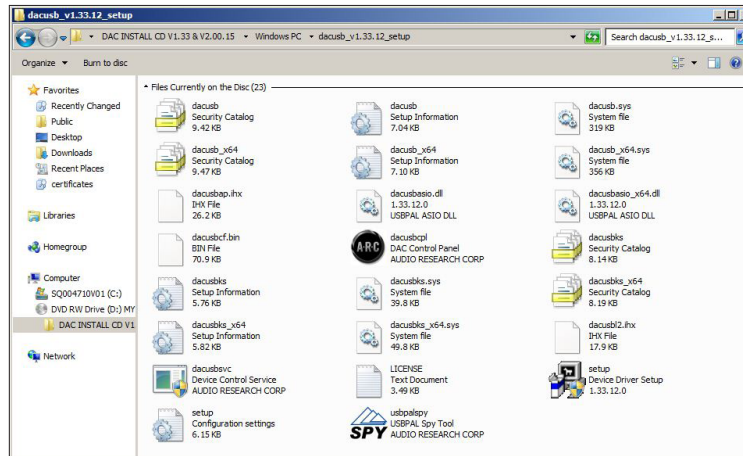 dacusb_v1.33.12_setup
DAC INSTALL CD V1.33 & V2.00.15 Windows PC dacusb_v1.33.12_setup
Search dacusb_v1.33.12_s...
Organize Burn to disc
Favorites
Recently Changed
Public
Desktop
Downloads
Recent Places
certificates
Libraries
Homegroup
Computer
SQ004710V01 (C:)
DVD RW Drive (D:) MY
DAC INSTALL CD V1
Network
Files Currently on the Disc (23)
dacusb
Security Catalog
9.42 KB
dacusb
Setup Information
7.04 KB
dacusb.sys
System file
319 KB
dacusb_x64
Security Catalog
9.47 KB
dacusb_x64
Setup Information
7.10 KB
dacusb_x64.sys
System file
356 KB
dacusbap.ihx
IHX File
26.2 KB
dacusbasio.dll
1.33.12.0
USBPAL ASIO DLL
dacusbasio_x64.dll
1.33.12.0
USBPAL ASIO DLL
dacusbcf.bin
BIN File
70.9 KB
ARC
dacusbcpl
DAC Control Panel
AUDIO RESEARCH CORP
dacusbks
Security Catalog
8.14 KB
dacusbks
Setup Information
5.76 KB
dacusbks.sys
System file
39.8 KB
dacusbks_x64
Security Catalog
8.19 KB
dacusbks_x64
Setup Information
5.82 KB
dacusbks_x64.sys
System file
49.8 KB
dacusbl2.ihx
IHX File
17.9 KB
dacusbsvc
Device Control Service
AUDIO RESEARCH CORP
LICENSE
Text Document
3.49 KB
setup
Device Driver Setup
1.33.12.0
setup
Configuration settings
6.15 KB
SPY
usbpalspy
USBPAL Spy Tool
AUDIO RESEARCH CORP